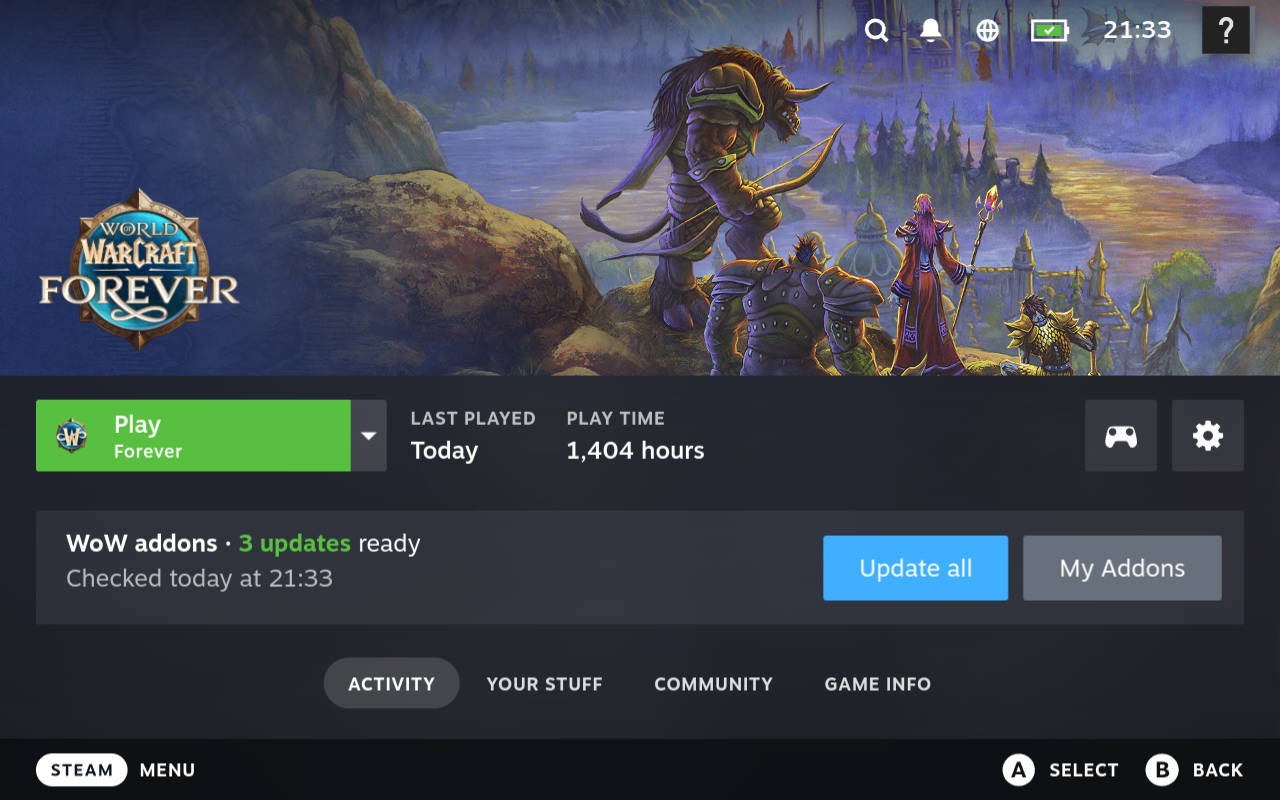 21:33
?
WORLD OF
WARCRAFT
FOREVER
Play
Forever
LAST PLAYED
Today
PLAY TIME
1,404 hours
WoW addons · 3 updates ready
Checked today at 21:33
Update all
My Addons
ACTIVITY
YOUR STUFF
COMMUNITY
GAME INFO
STEAM MENU
A SELECT
B BACK